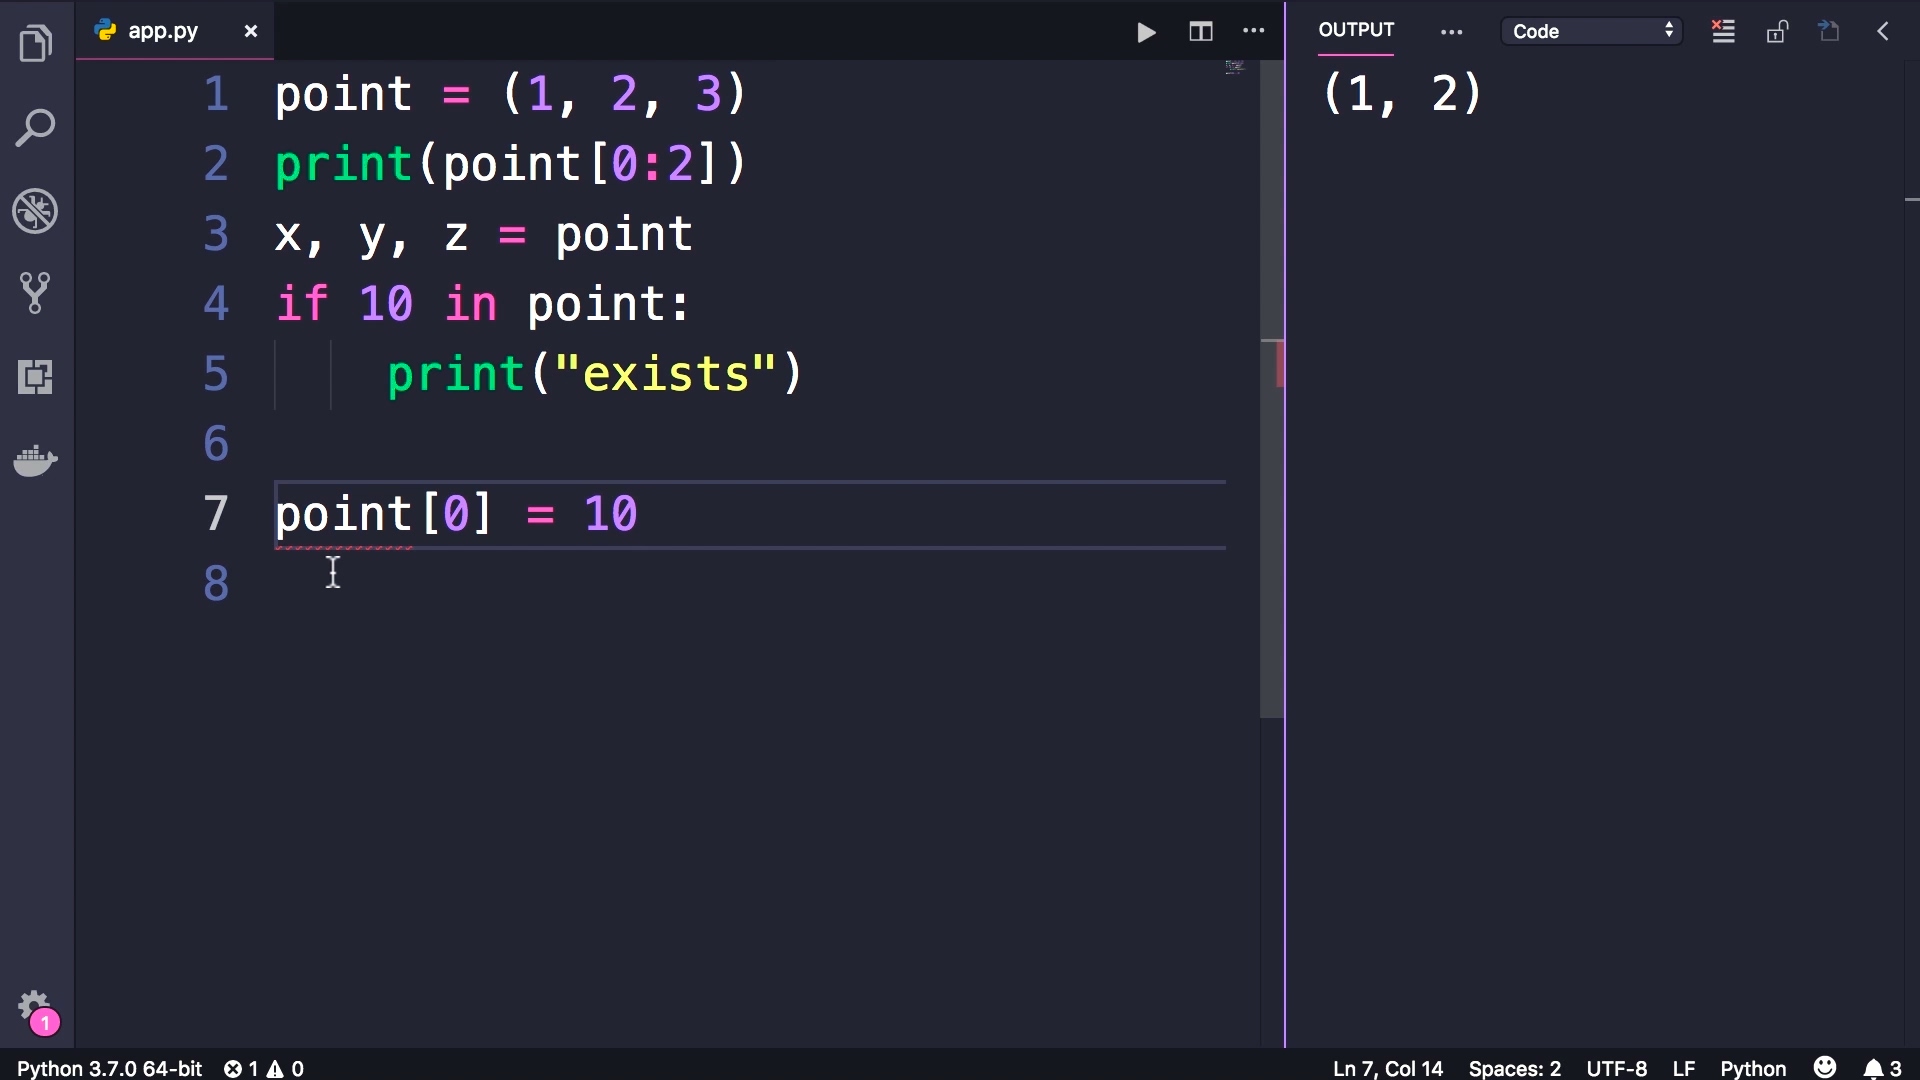 app.py
OUTPUT
Code
1 point = (1, 2, 3)
2 print(point[0:2])
3 x, y, z = point
4 if 10 in point:
5     print("exists")
6
7 point[0] = 10
8
(1, 2)
1
Python 3.7.0 64-bit 1 0 Ln 7, Col 14 Spaces: 2 UTF-8 LF Python 3